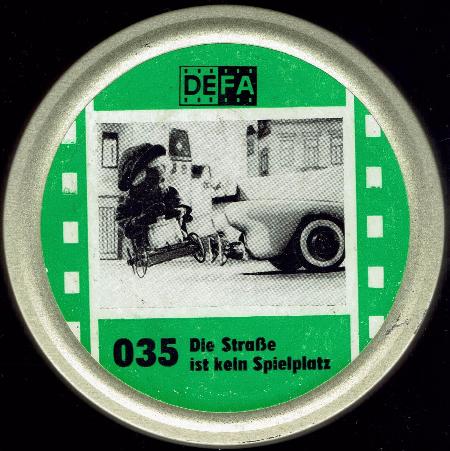 DEFA
035 Die Straße
ist kein Spielplatz